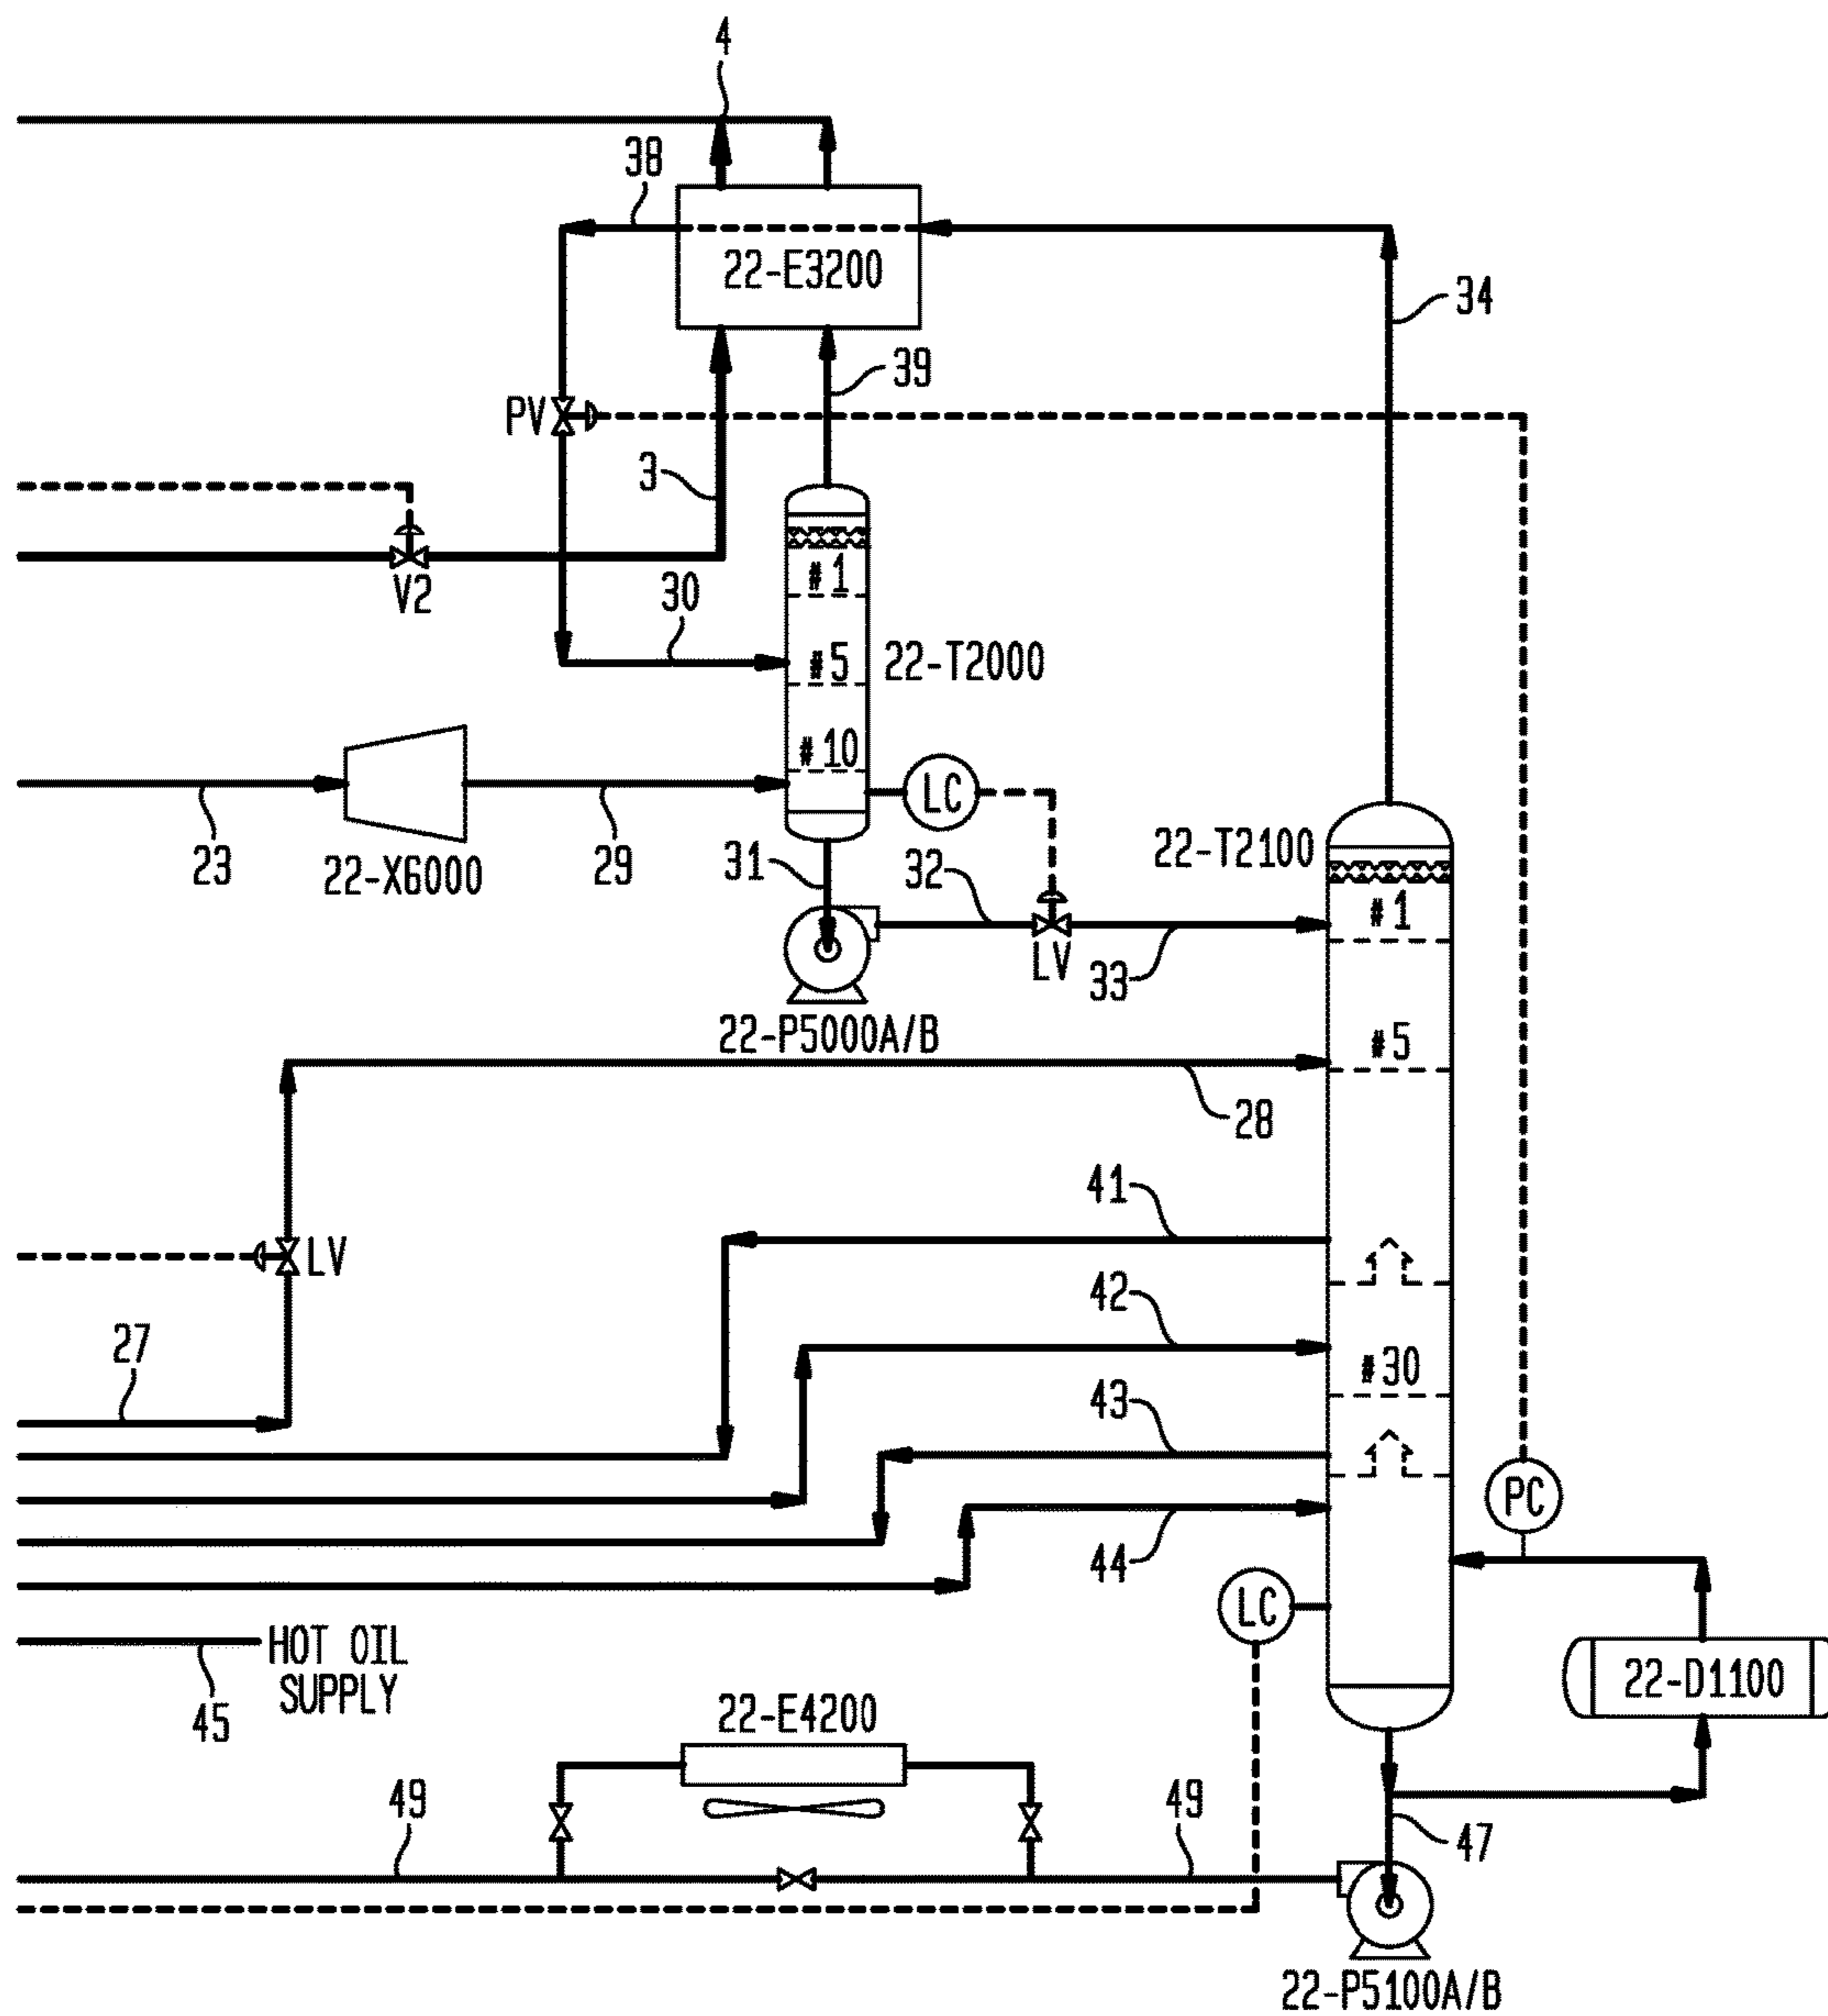 4
38
22-E3200
34
39
PV
3
V2
30
#1
#5
22-T2000
#10
LC
23
22-X6000
29
31
32
22-T2100
#1
LV
33
22-P5000A/B
#5
28
41
LV
42
27
#30
43
PC
44
LC
HOT OIL
SUPPLY
45
22-E4200
22-D1100
49
49
47
22-P5100A/B